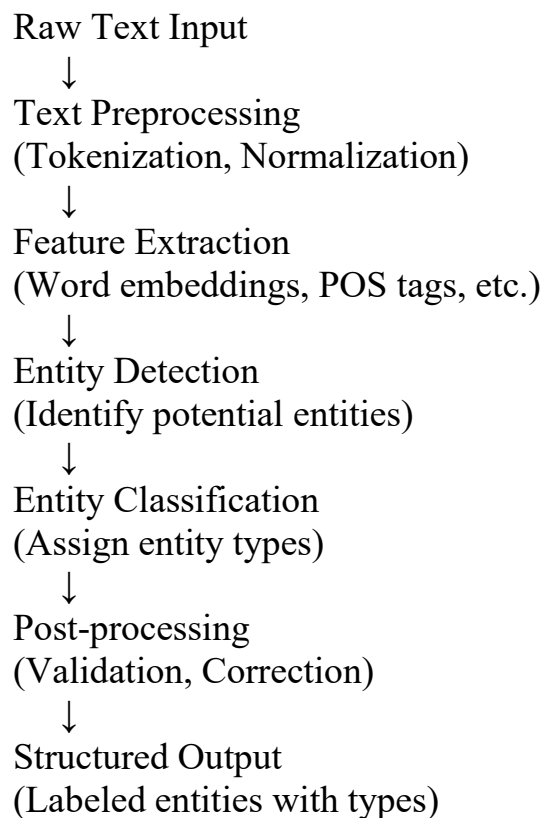 Raw Text Input
↓
Text Preprocessing
(Tokenization, Normalization)
↓
Feature Extraction
(Word embeddings, POS tags, etc.)
↓
Entity Detection
(Identify potential entities)
↓
Entity Classification
(Assign entity types)
↓
Post-processing
(Validation, Correction)
↓
Structured Output
(Labeled entities with types)